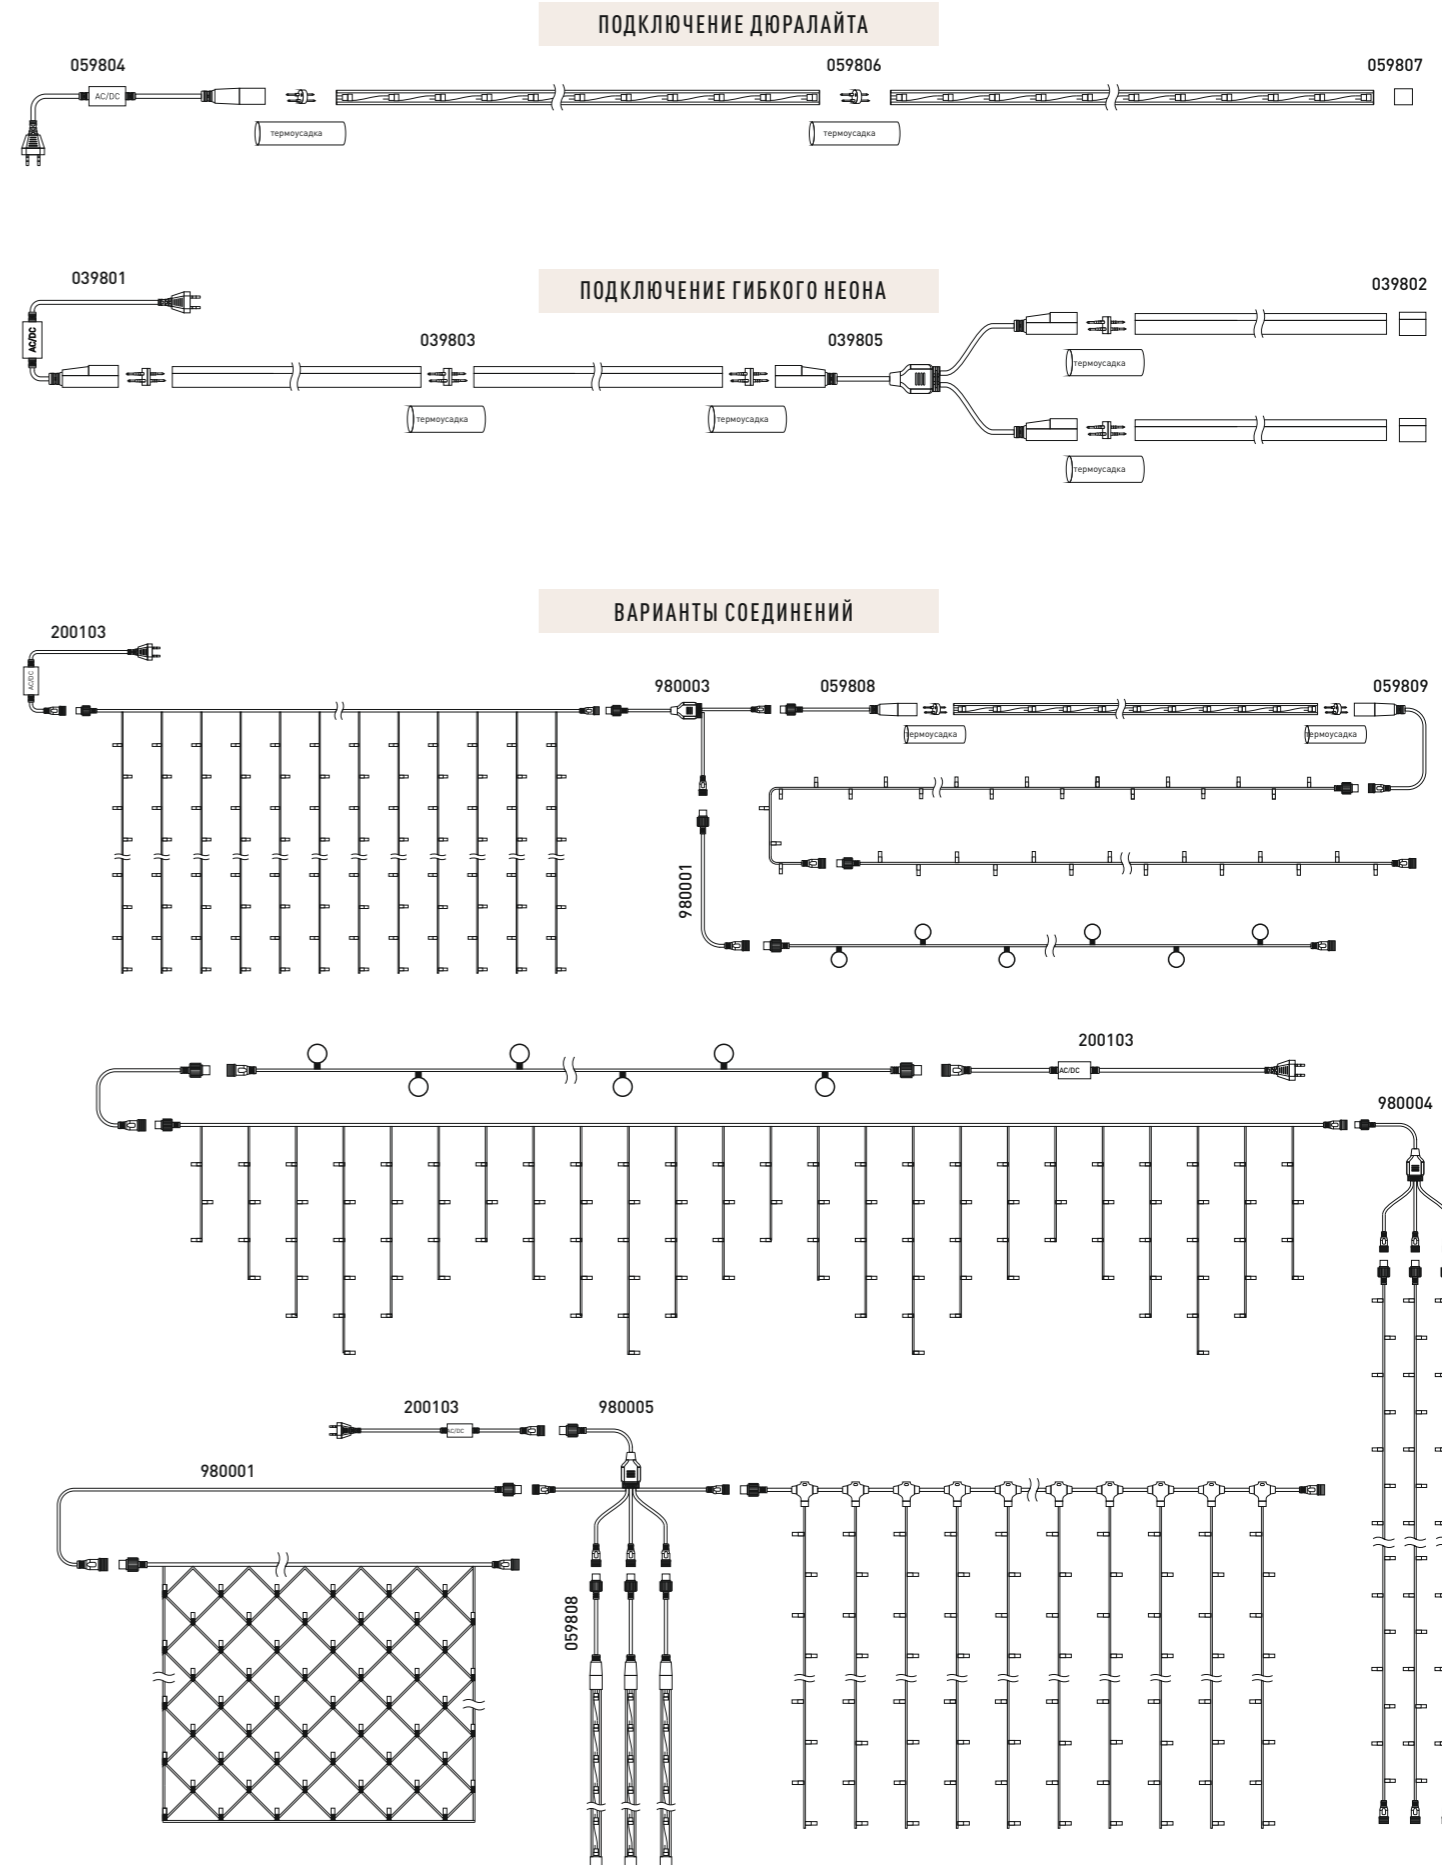 ПОДКЛЮЧЕНИЕ ДЮРАЛАЙТА
059804
059806
059807
AC/DC
термоусадка
термоусадка
ПОДКЛЮЧЕНИЕ ГИБКОГО НЕОНА
039801
039802
AC/DC
039803
039805
термоусадка
термоусадка
термоусадка
термоусадка
ВАРИАНТЫ СОЕДИНЕНИЙ
200103
AC/DC
980003
059808
059809
термоусадка
термоусадка
980001
200103
AC/DC
980004
200103
AC/DC
980005
980001
059808